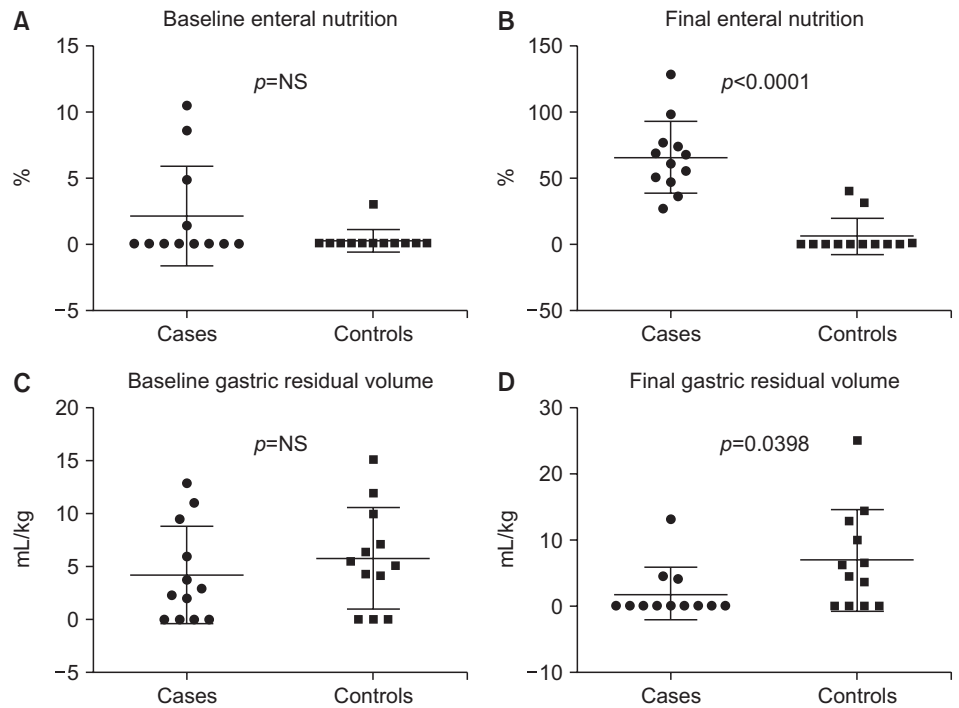 A Baseline enteral nutrition
15
10
5
0
−5
%
p=NS
Cases Controls
B Final enteral nutrition
150
100
50
0
−50
%
p<0.0001
Cases Controls
C Baseline gastric residual volume
20
15
10
5
0
−5
mL/kg
p=NS
Cases Controls
D Final gastric residual volume
30
20
10
0
−10
mL/kg
p=0.0398
Cases Controls